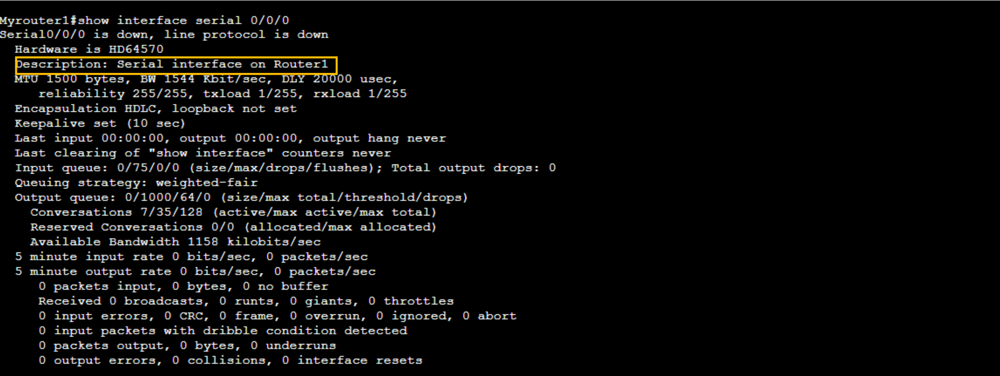 Myrouter1#show interface serial 0/0/0
Serial0/0/0 is down, line protocol is down
Hardware is HD64570
Description: Serial interface on Router1
MTU 1500 bytes, BW 1544 Kbit/sec, DLY 20000 usec,
reliability 255/255, txload 1/255, rxload 1/255
Encapsulation HDLC, loopback not set
Keepalive set (10 sec)
Last input 00:00:00, output 00:00:00, output hang never
Last clearing of "show interface" counters never
Input queue: 0/75/0/0 (size/max/drops/flushes); Total output drops: 0
Queuing strategy: weighted-fair
Output queue: 0/1000/64/0 (size/max total/threshold/drops)
Conversations 7/35/128 (active/max active/max total)
Reserved Conversations 0/0 (allocated/max allocated)
Available Bandwidth 1158 kilobits/sec
5 minute input rate 0 bits/sec, 0 packets/sec
5 minute output rate 0 bits/sec, 0 packets/sec
0 packets input, 0 bytes, 0 no buffer
Received 0 broadcasts, 0 runts, 0 giants, 0 throttles
0 input errors, 0 CRC, 0 frame, 0 overrun, 0 ignored, 0 abort
0 input packets with dribble condition detected
0 packets output, 0 bytes, 0 underruns
0 output errors, 0 collisions, 0 interface resets